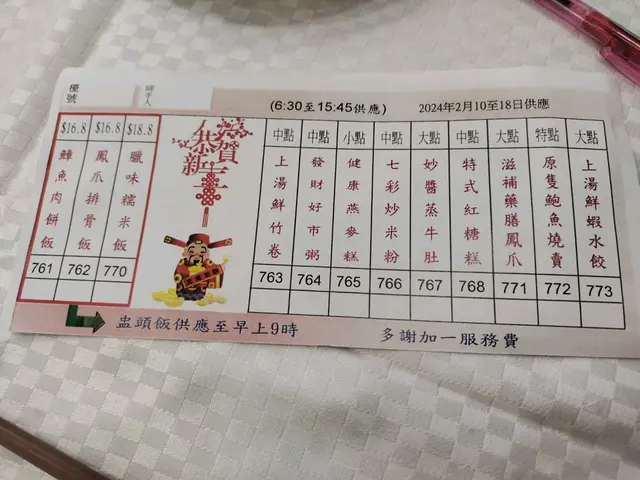 檯號
經手人
(6:30至15:45供應)
2024年2月10至18日供應
$16.8 $16.8 $18.8 中點 中點 小點 中點 大點 中點 大點 特點 大點
鱆魚肉餅飯
鳳爪排骨飯
臘味糯米飯
恭賀新年
上湯鮮竹卷
發財好市粥
健康燕麥糕
七彩炒米粉
妙醬蒸牛肚
特式紅糖糕
滋補藥膳鳳爪
原隻鮑魚燒賣
上湯鮮蝦水餃
761 762 770 763 764 765 766 767 768 771 772 773
盅頭飯供應至早上9時
多謝加一服務費